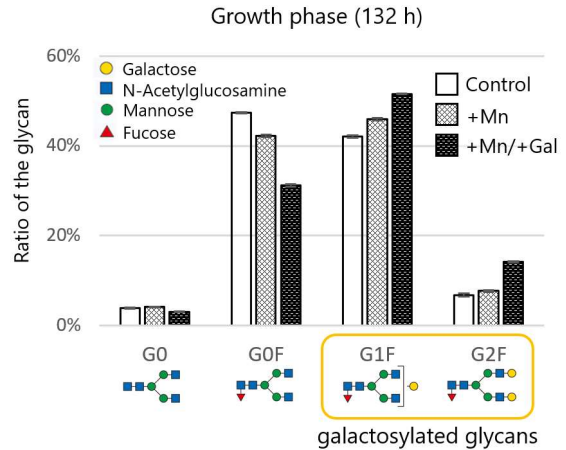 Growth phase (132 h)
Ratio of the glycan
60%
40%
20%
0%
Galactose
N-Acetylglucosamine
Mannose
Fucose
Control
+Mn
+Mn/+Gal
G0
G0F
G1F
G2F
galactosylated glycans